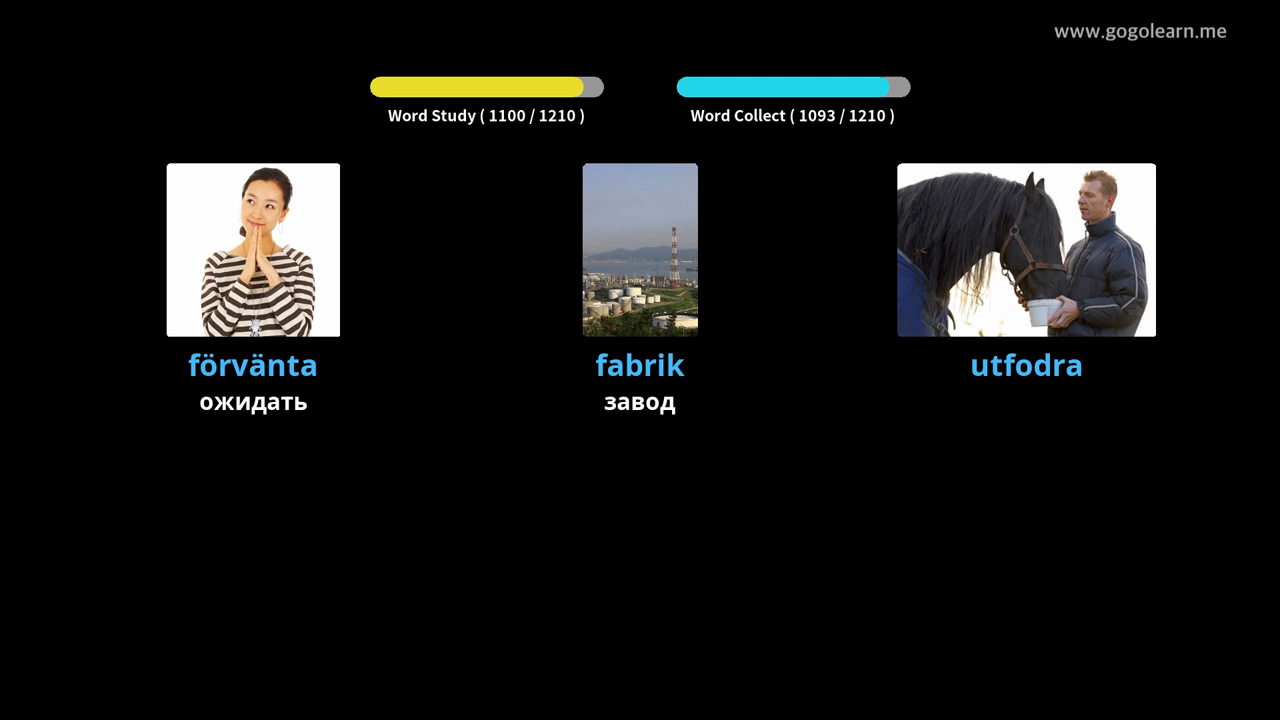 www.gogolearn.me
Word Study ( 1100 / 1210 )
Word Collect ( 1093 / 1210 )
förvänta
fabrik
utfodra
ожидать
завод